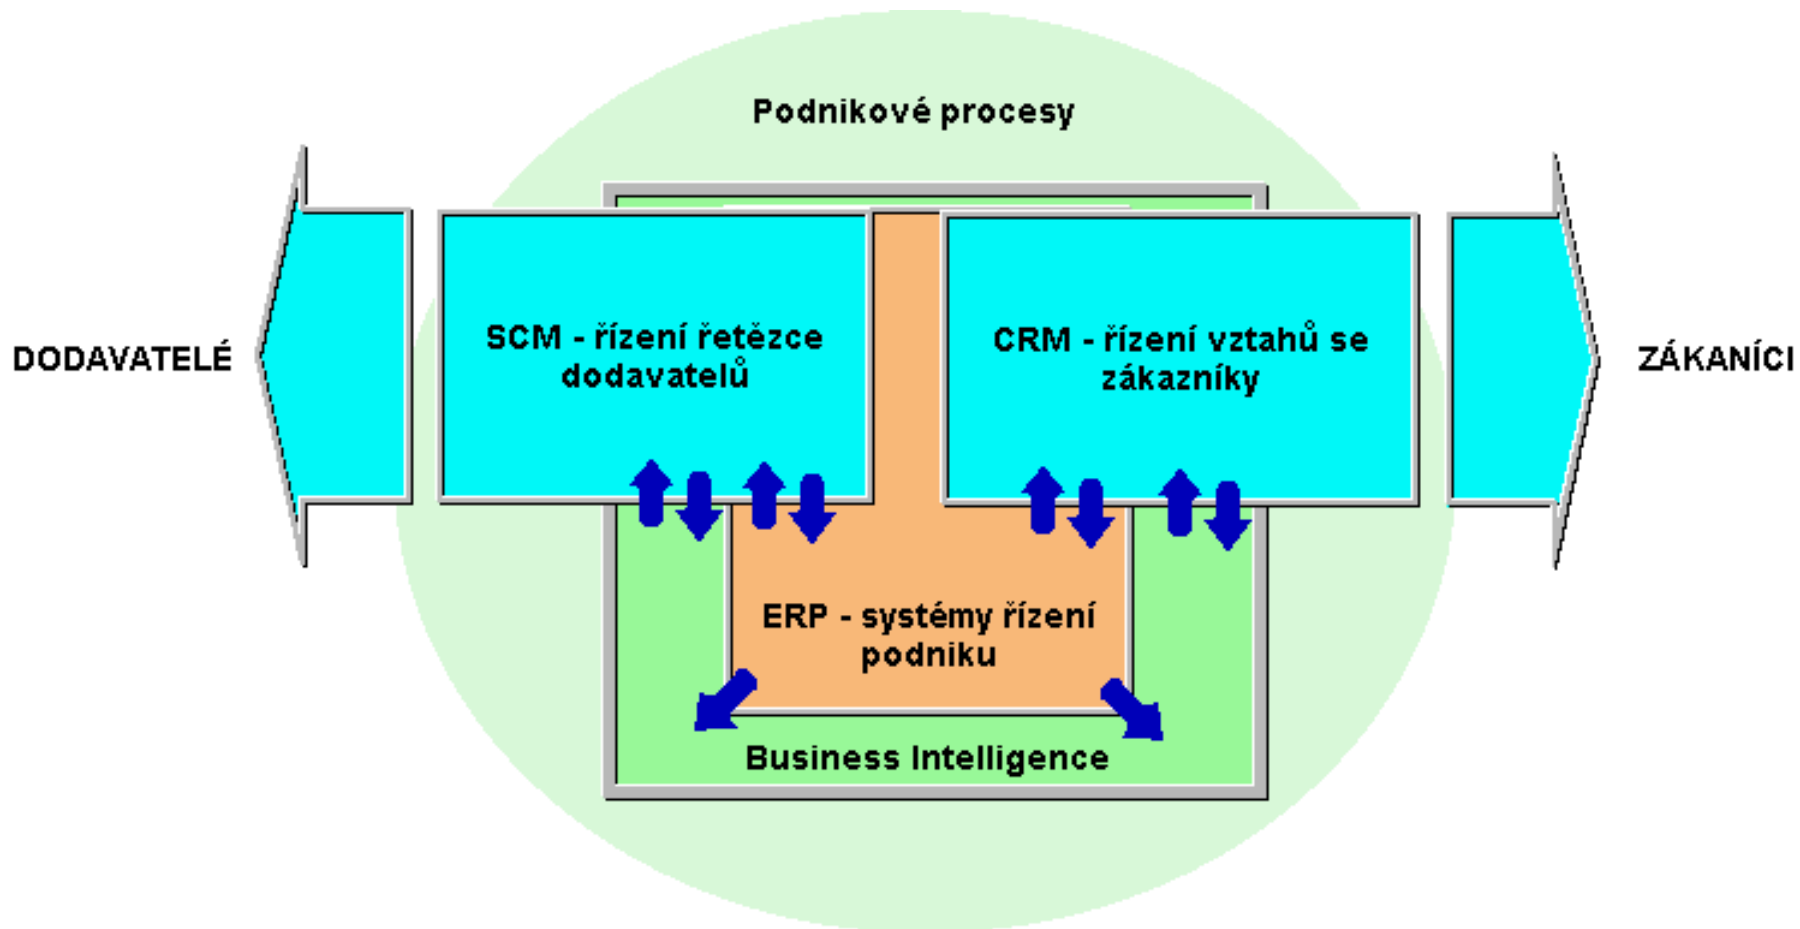 Podnikové procesy
DODAVATELÉ
SCM - řízení řetězce
dodavatelů
CRM - řízení vztahů se
zákazníky
ZÁKANÍCI
ERP - systémy řízení
podniku
Business Intelligence